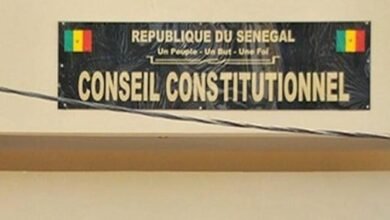 REPUBLIQUE DU SENEGAL
Un Peuple - Un But - Une Foi
CONSEIL CONSTITUTIONNEL